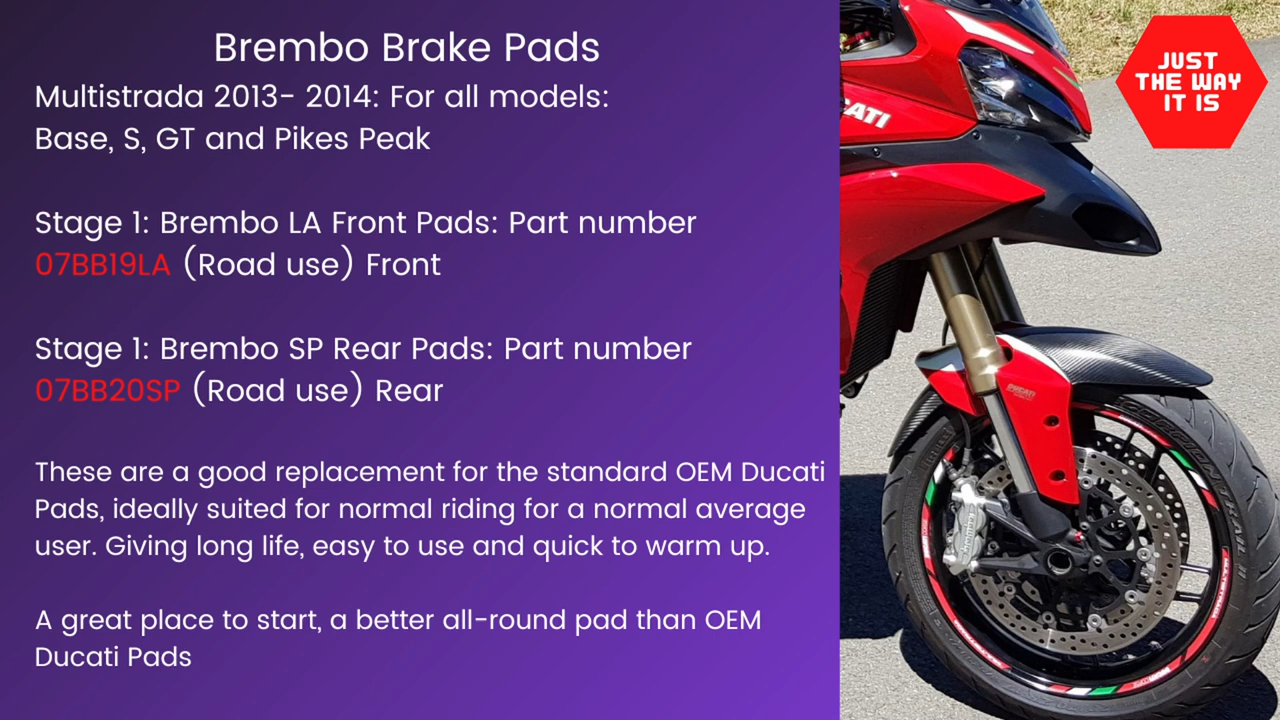 Brembo Brake Pads
Multistrada 2013- 2014: For all models:
Base, S, GT and Pikes Peak
Stage 1: Brembo LA Front Pads: Part number
07BB19LA (Road use) Front
Stage 1: Brembo SP Rear Pads: Part number
07BB20SP (Road use) Rear
These are a good replacement for the standard OEM Ducati
Pads, ideally suited for normal riding for a normal average
user. Giving long life, easy to use and quick to warm up.
A great place to start, a better all-round pad than OEM
Ducati Pads
JUST
THE WAY
IT IS
CATI